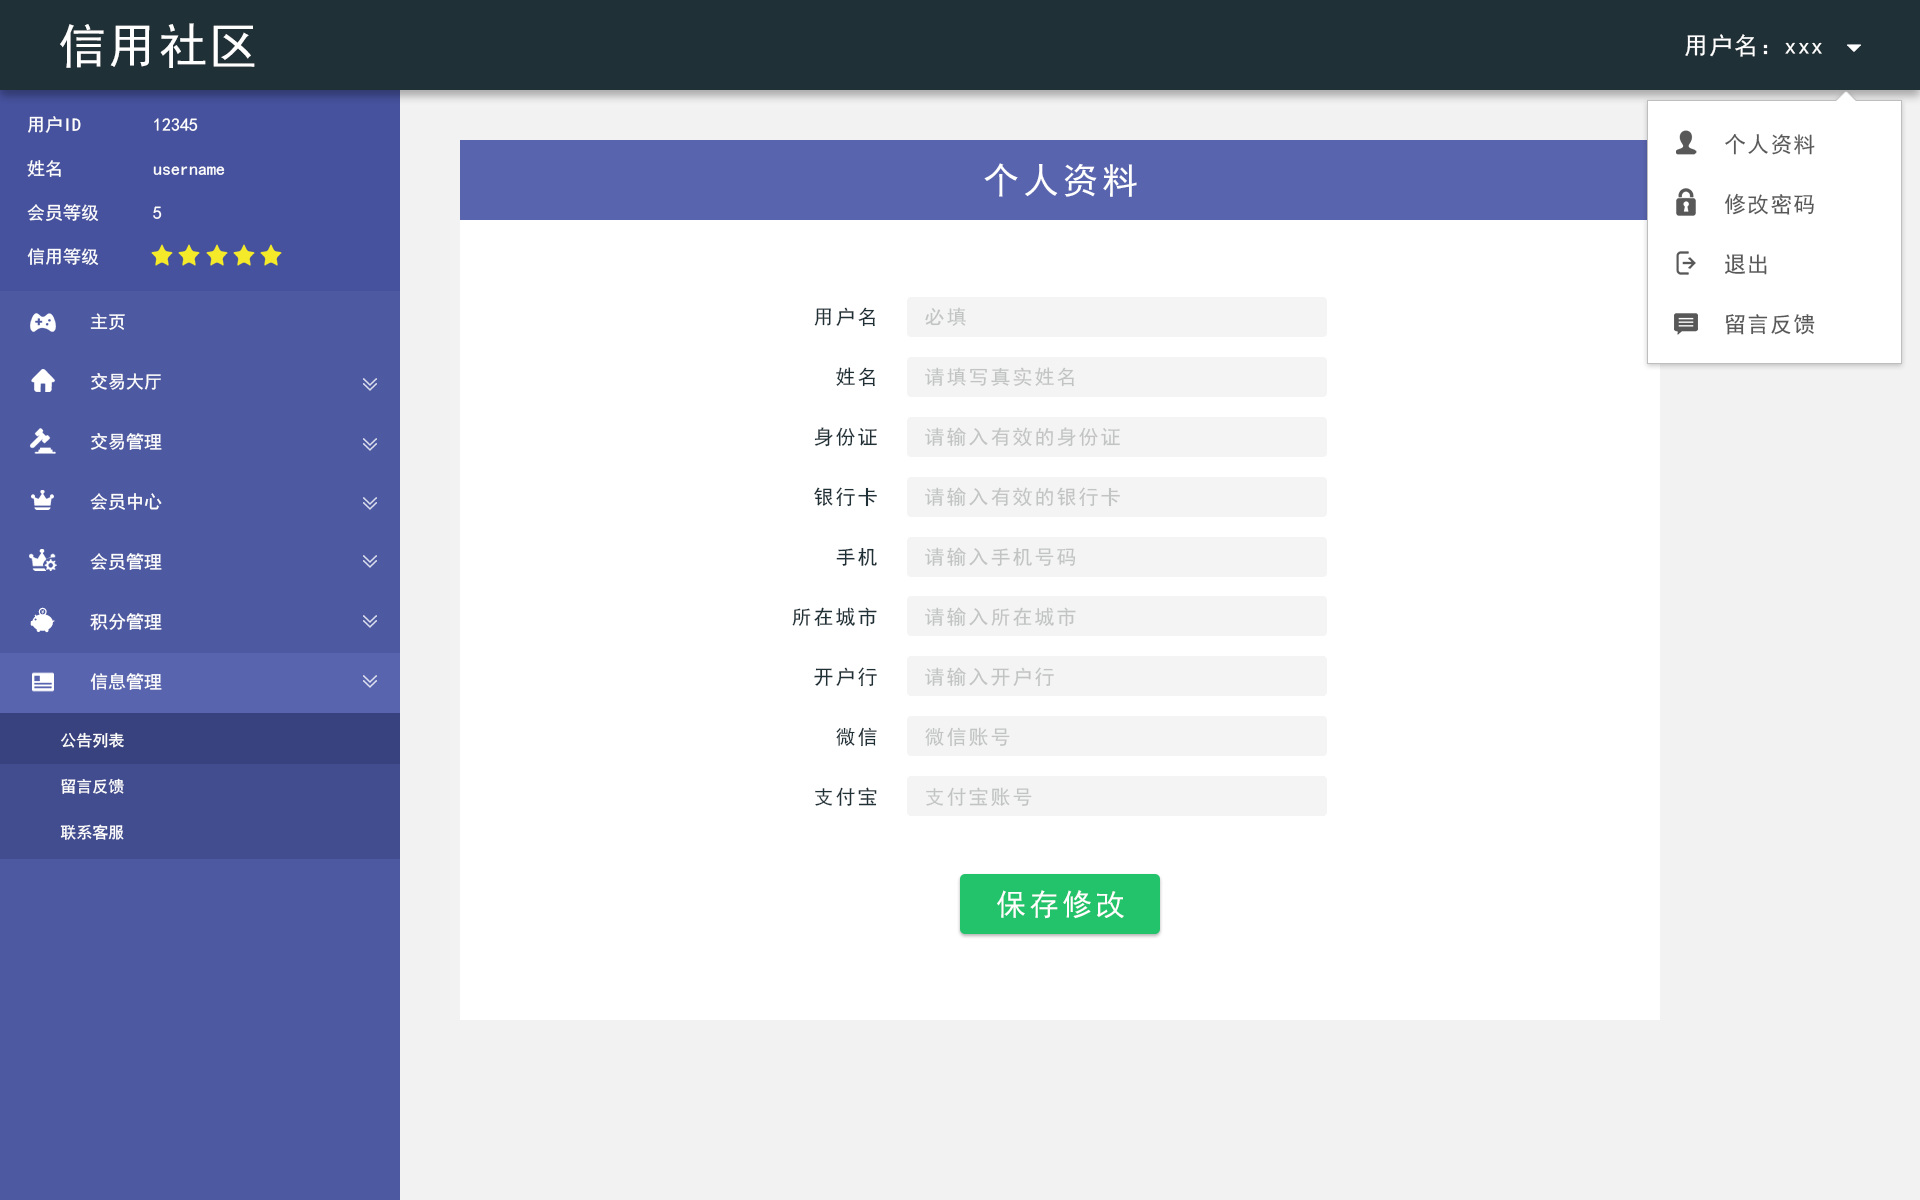 信用社区
用户名：xxx
用户ID 12345
姓名 username
会员等级 5
信用等级
主页
交易大厅
交易管理
会员中心
会员管理
积分管理
信息管理
公告列表
留言反馈
联系客服
个人资料
用户名 必填
姓名 请填写真实姓名
身份证 请输入有效的身份证
银行卡 请输入有效的银行卡
手机 请输入手机号码
所在城市 请输入所在城市
开户行 请输入开户行
微信 微信账号
支付宝 支付宝账号
保存修改
个人资料
修改密码
退出
留言反馈